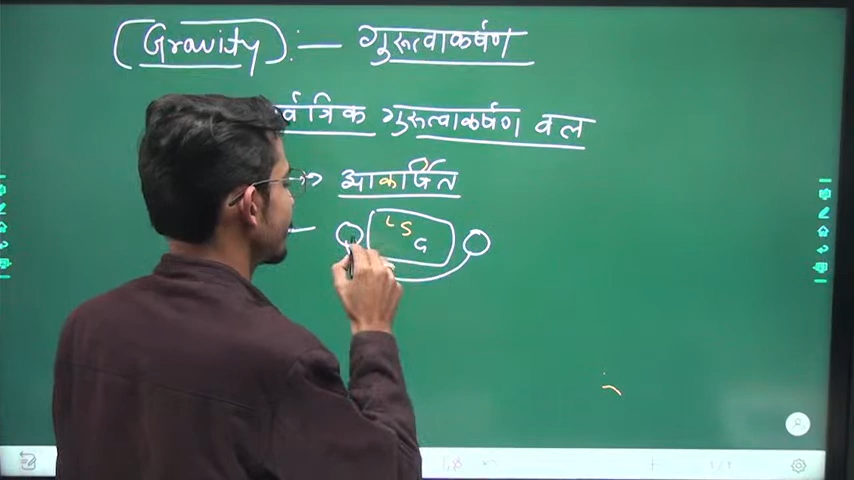 (Gravity) :— गुरुत्वाकर्षण
र्वत्रिक गुरुत्वाकर्षण बल
आकर्षित
L S
G